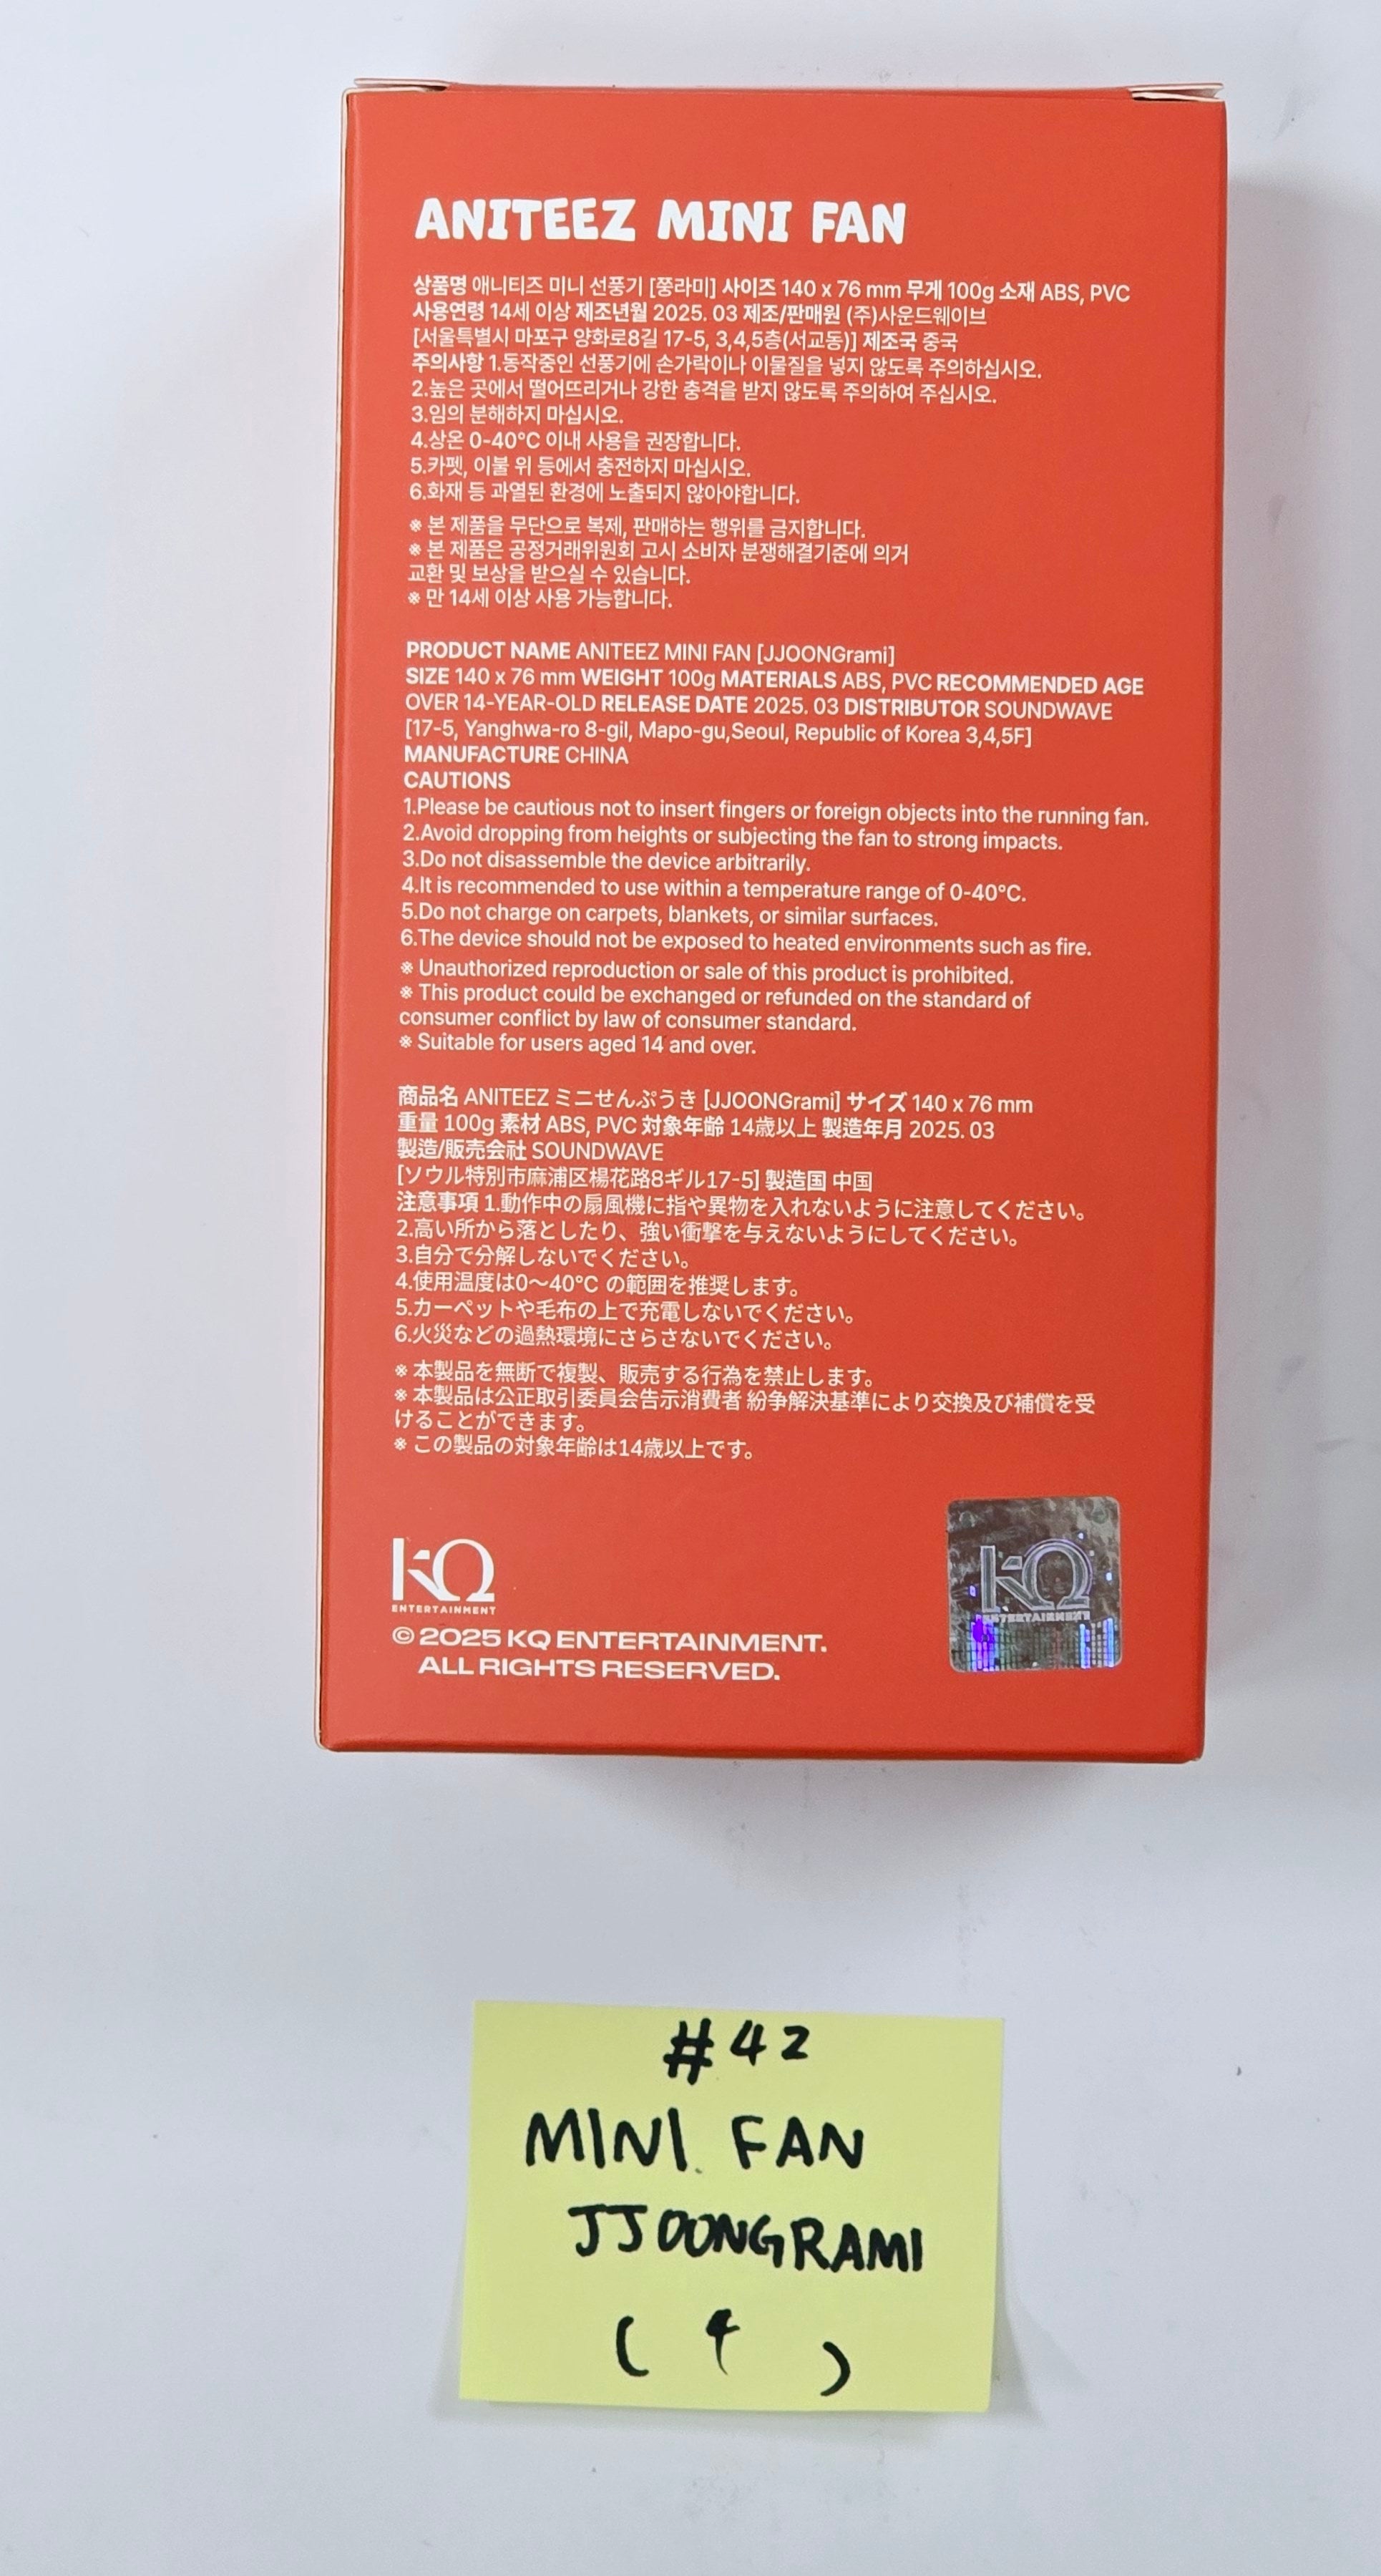 ANITEEZ MINI FAN
상품명 애니티즈 미니 선풍기 [쭝라미] 사이즈 140 x 76 mm 무게 100g 소재 ABS, PVC
사용연령 14세 이상 제조년월 2025. 03 제조/판매원 (주)사운드웨이브
[서울특별시 마포구 양화로8길 17-5, 3,4,5층(서교동)] 제조국 중국
주의사항 1.동작중인 선풍기에 손가락이나 이물질을 넣지 않도록 주의하십시오.
2.높은 곳에서 떨어뜨리거나 강한 충격을 받지 않도록 주의하여 주십시오.
3.임의 분해하지 마십시오.
4.상온 0-40°C 이내 사용을 권장합니다.
5.카펫, 이불 위 등에서 충전하지 마십시오.
6.화재 등 과열된 환경에 노출되지 않아야합니다.
※ 본 제품을 무단으로 복제, 판매하는 행위를 금지합니다.
※ 본 제품은 공정거래위원회 고시 소비자 분쟁해결기준에 의거
교환 및 보상을 받으실 수 있습니다.
※ 만 14세 이상 사용 가능합니다.
PRODUCT NAME ANITEEZ MINI FAN [JJOONGrami]
SIZE 140 x 76 mm WEIGHT 100g MATERIALS ABS, PVC RECOMMENDED AGE
OVER 14-YEAR-OLD RELEASE DATE 2025. 03 DISTRIBUTOR SOUNDWAVE
[17-5, Yanghwa-ro 8-gil, Mapo-gu,Seoul, Republic of Korea 3,4,5F]
MANUFACTURE CHINA
CAUTIONS
1.Please be cautious not to insert fingers or foreign objects into the running fan.
2.Avoid dropping from heights or subjecting the fan to strong impacts.
3.Do not disassemble the device arbitrarily.
4.It is recommended to use within a temperature range of 0-40°C.
5.Do not charge on carpets, blankets, or similar surfaces.
6.The device should not be exposed to heated environments such as fire.
※ Unauthorized reproduction or sale of this product is prohibited.
※ This product could be exchanged or refunded on the standard of
consumer conflict by law of consumer standard.
※ Suitable for users aged 14 and over.
商品名 ANITEEZ ミニせんぷうき [JJOONGrami] サイズ 140 x 76 mm
重量 100g 素材 ABS, PVC 対象年齢 14歳以上 製造年月 2025. 03
製造/販売会社 SOUNDWAVE
[ソウル特別市麻浦区楊花路8ギル17-5] 製造国 中国
注意事項 1.動作中の扇風機に指や異物を入れないように注意してください。
2.高い所から落としたり、強い衝撃を与えないようにしてください。
3.自分で分解しないでください。
4.使用温度は0〜40°C の範囲を推奨します。
5.カーペットや毛布の上で充電しないでください。
6.火災などの過熱環境にさらさないでください。
※ 本製品を無断で複製、販売する行為を禁止します。
※ 本製品は公正取引委員会告示消費者 紛争解決基準により交換及び補償を受
けることができます。
※ この製品の対象年齢は14歳以上です。
KQ
ENTERTAINMENT
© 2025 KQ ENTERTAINMENT.
ALL RIGHTS RESERVED.
KQ
ENTERTAINMENT
#42
MINI FAN
JJOONGRAMI
( 4 )